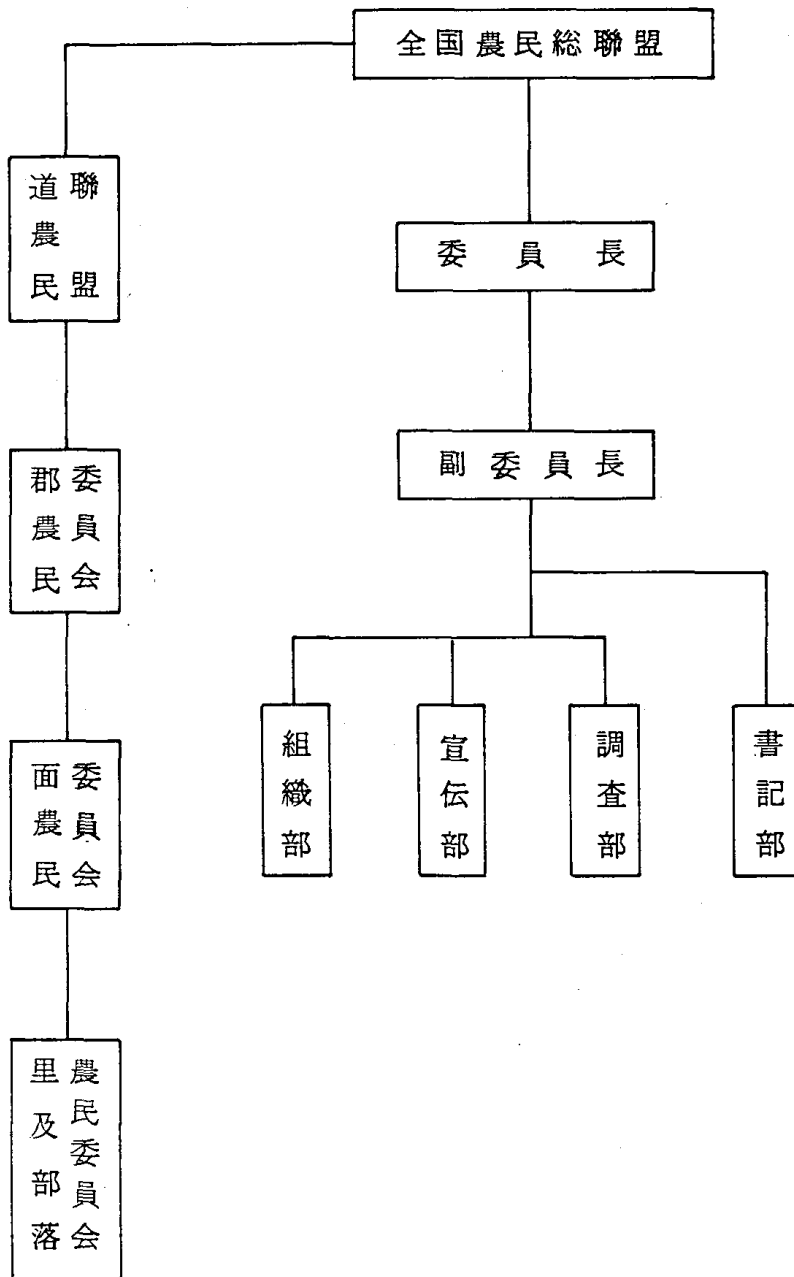 全国農民総聯盟
道農民
聯盟
委員長
副委員長
郡農民
委員会
組織部
宣伝部
調査部
書記部
面農民
委員会
里及部落
農民委員会